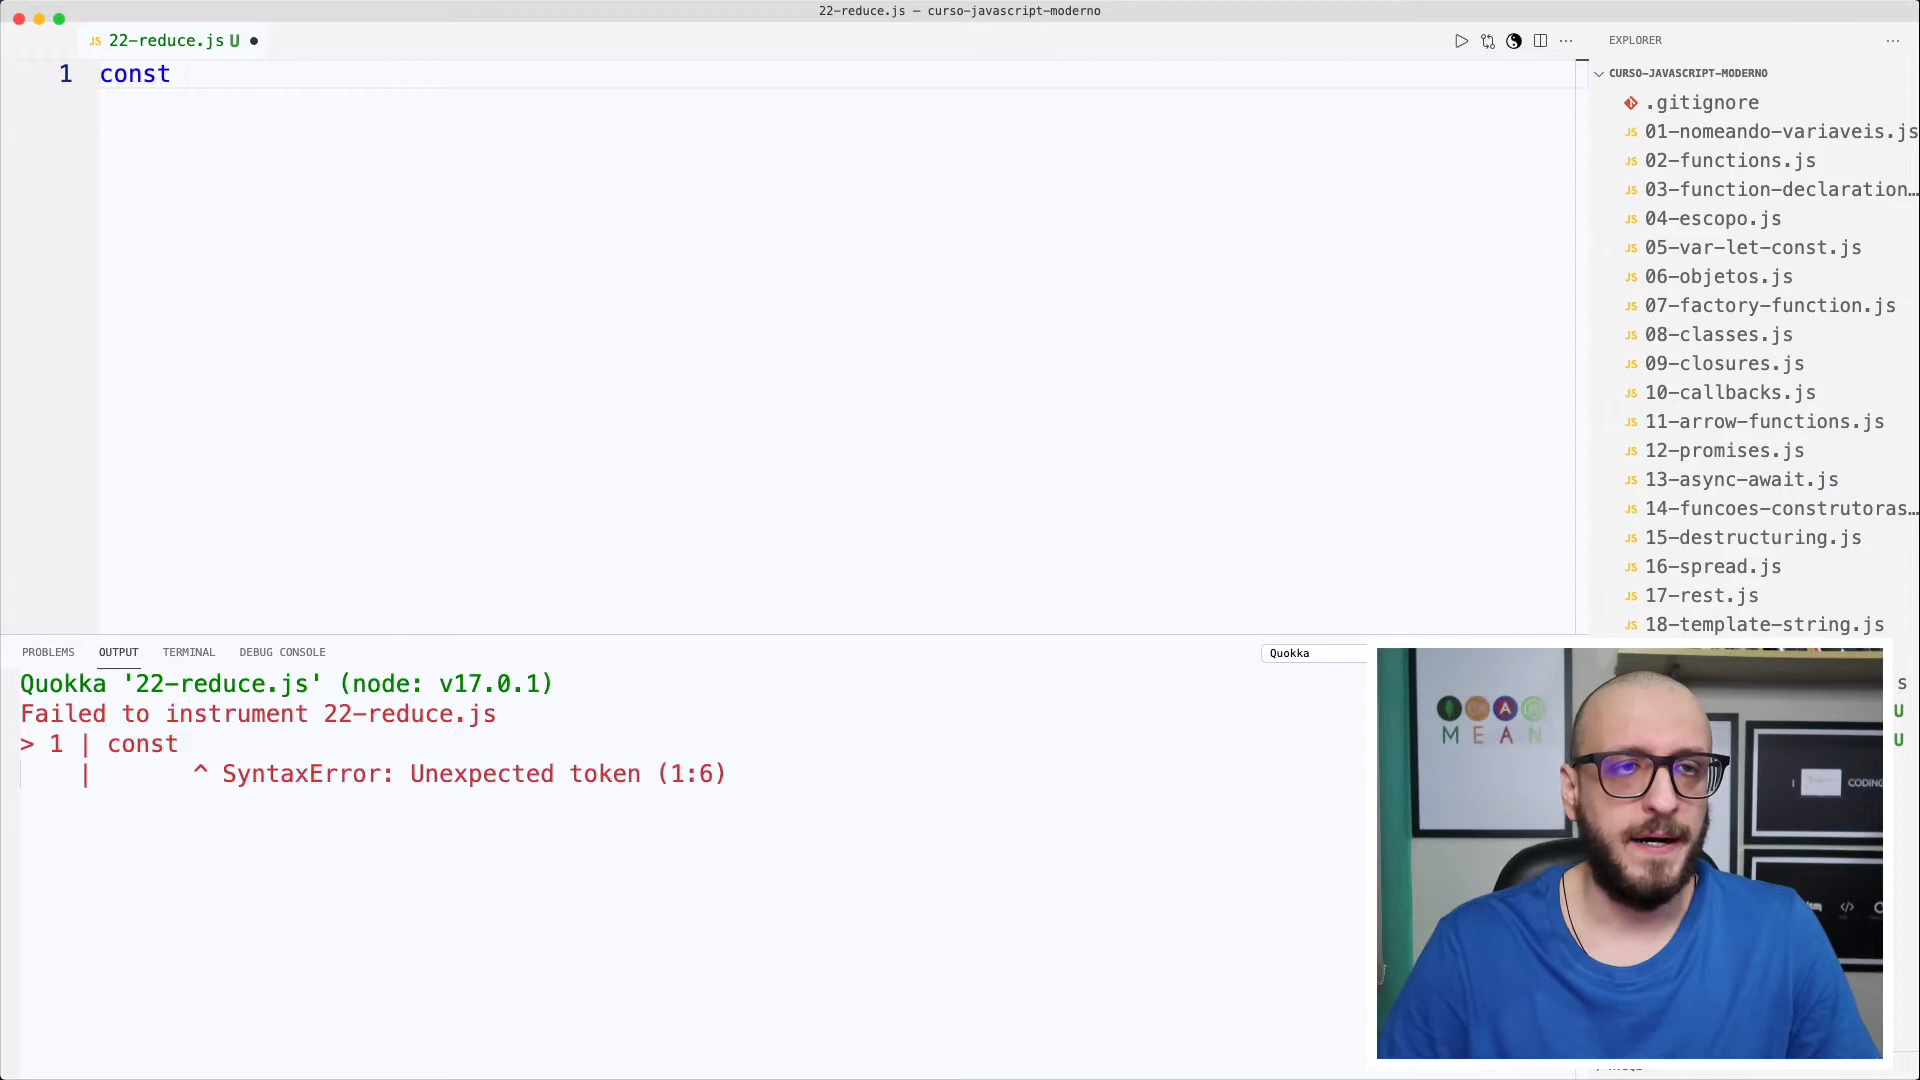 22-reduce.js — curso-javascript-moderno
JS 22-reduce.js U
EXPLORER
1 const
CURSO-JAVASCRIPT-MODERNO
.gitignore
JS 01-nomeando-variaveis.js
JS 02-functions.js
JS 03-function-declaration…
JS 04-escopo.js
JS 05-var-let-const.js
JS 06-objetos.js
JS 07-factory-function.js
JS 08-classes.js
JS 09-closures.js
JS 10-callbacks.js
JS 11-arrow-functions.js
JS 12-promises.js
JS 13-async-await.js
JS 14-funcoes-construtoras…
JS 15-destructuring.js
JS 16-spread.js
JS 17-rest.js
JS 18-template-string.js
PROBLEMS OUTPUT TERMINAL DEBUG CONSOLE
Quokka
Quokka '22-reduce.js' (node: v17.0.1)
Failed to instrument 22-reduce.js
> 1 | const
| ^ SyntaxError: Unexpected token (1:6)
S
U
U
MEAN
CODING